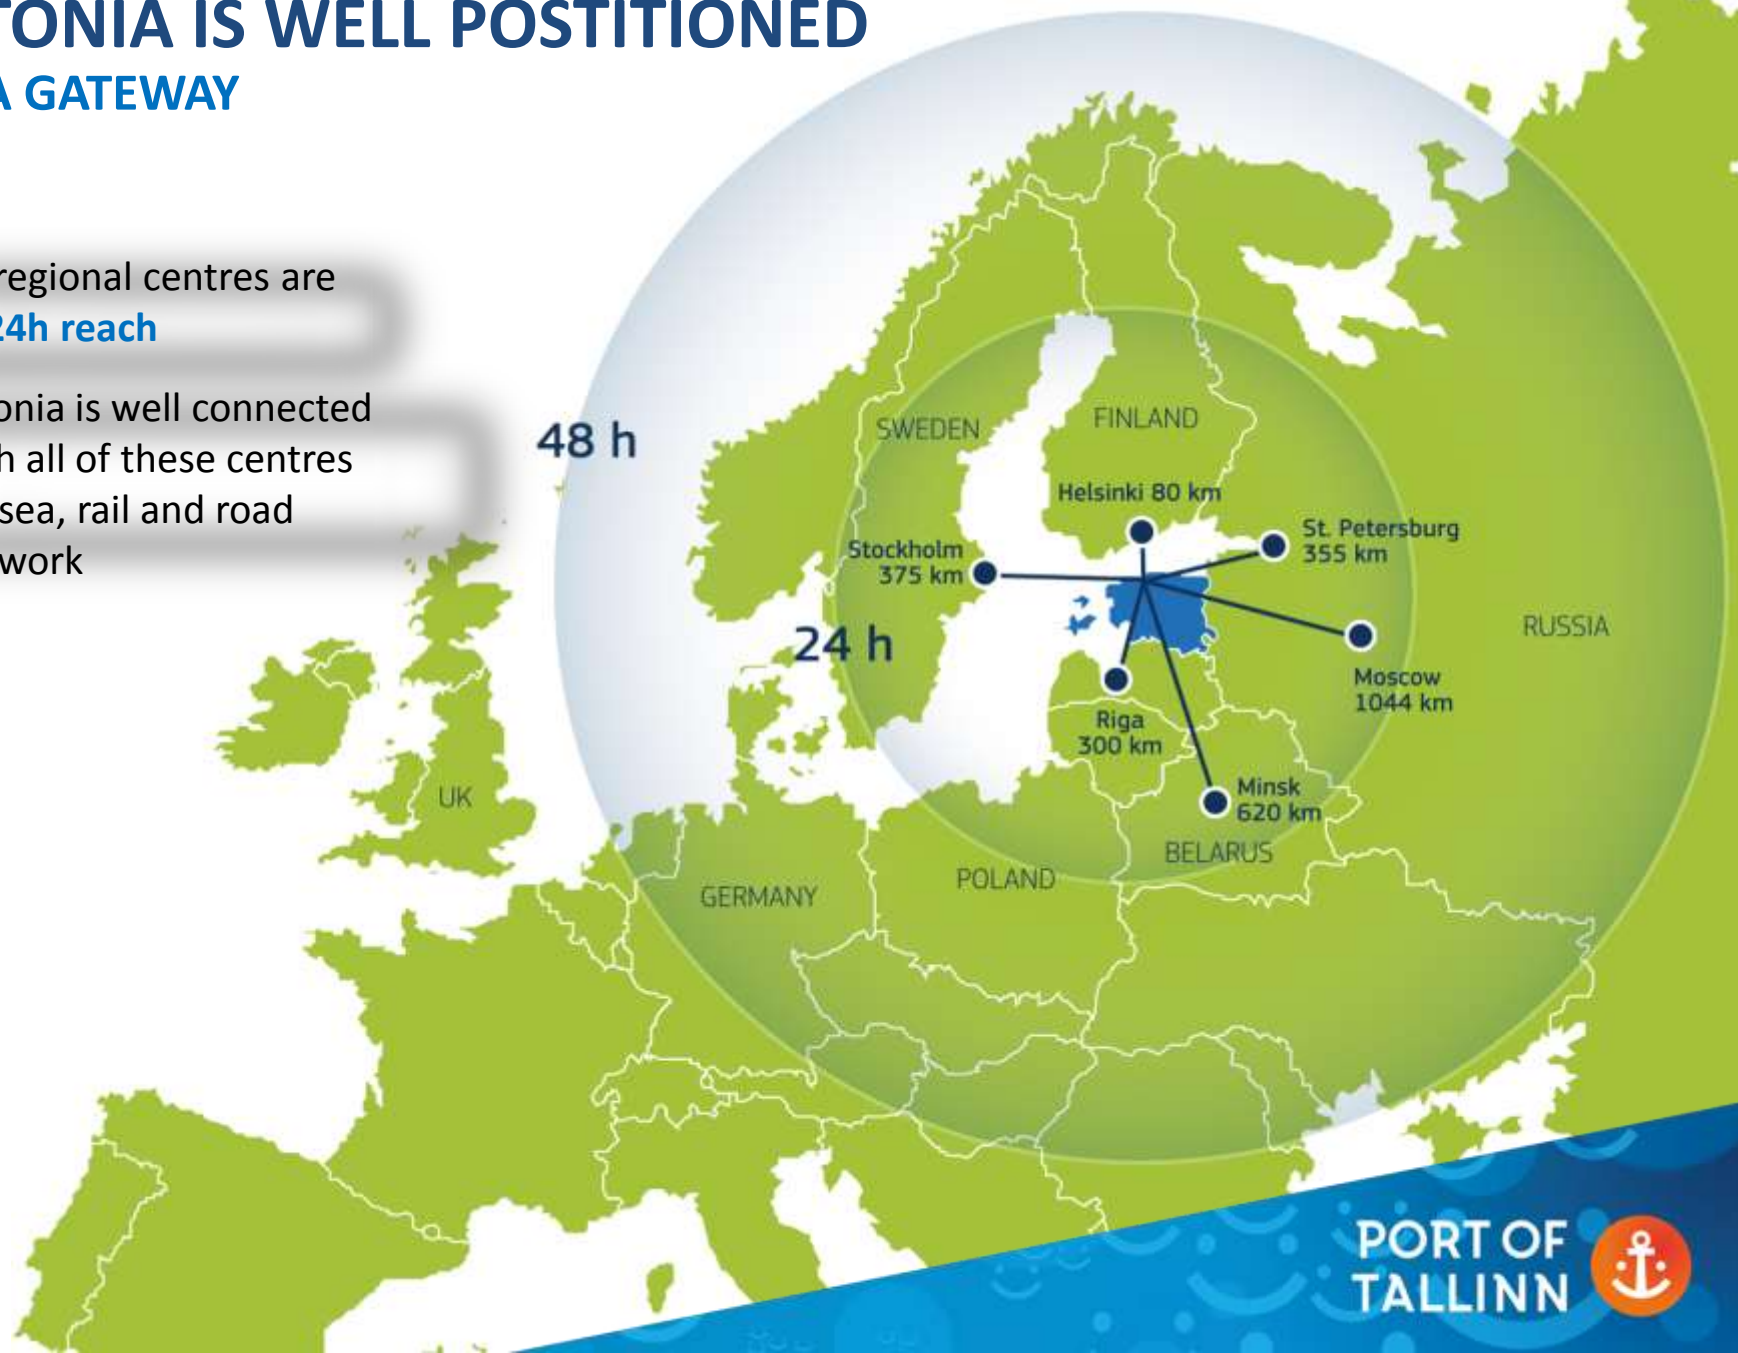 TONIA IS WELL POSTITIONED
A GATEWAY
regional centres are
24h reach
onia is well connected
h all of these centres
sea, rail and road
work
48 h
24 h
SWEDEN
FINLAND
Helsinki 80 km
Stockholm
375 km
St. Petersburg
355 km
RUSSIA
Moscow
1044 km
Riga
300 km
Minsk
620 km
BELARUS
UK
GERMANY
POLAND
PORT OF
TALLINN